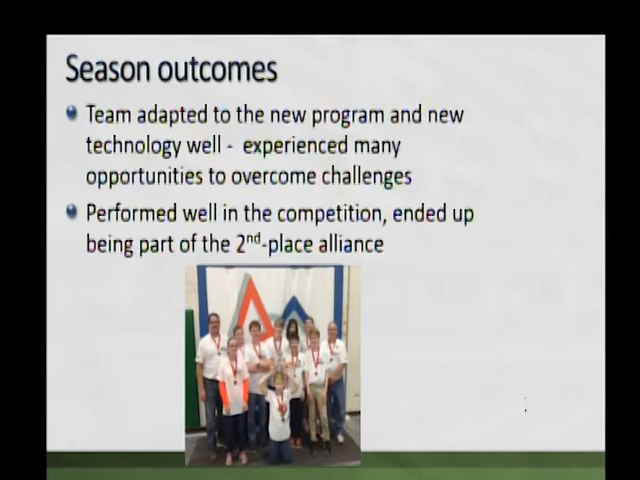 Season outcomes
Team adapted to the new program and new
technology well - experienced many
opportunities to overcome challenges
Performed well in the competition, ended up
being part of the 2nd-place alliance